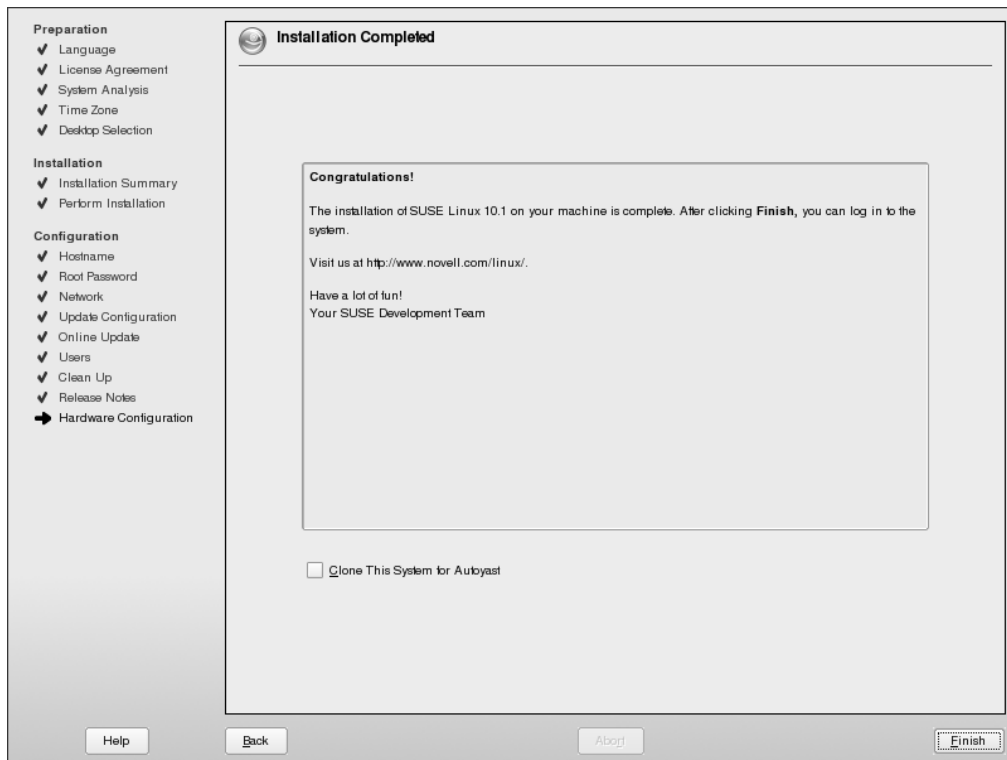 Preparation
Language
License Agreement
System Analysis
Time Zone
Desktop Selection
Installation
Installation Summary
Perform Installation
Configuration
Hostname
Root Password
Network
Update Configuration
Online Update
Users
Clean Up
Release Notes
Hardware Configuration
Installation Completed
Congratulations!
The installation of SUSE Linux 10.1 on your machine is complete. After clicking Finish, you can log in to the
system.
Visit us at http://www.novell.com/linux/.
Have a lot of fun!
Your SUSE Development Team
Clone This System for Autoyast
Help
Back
Abort
Finish